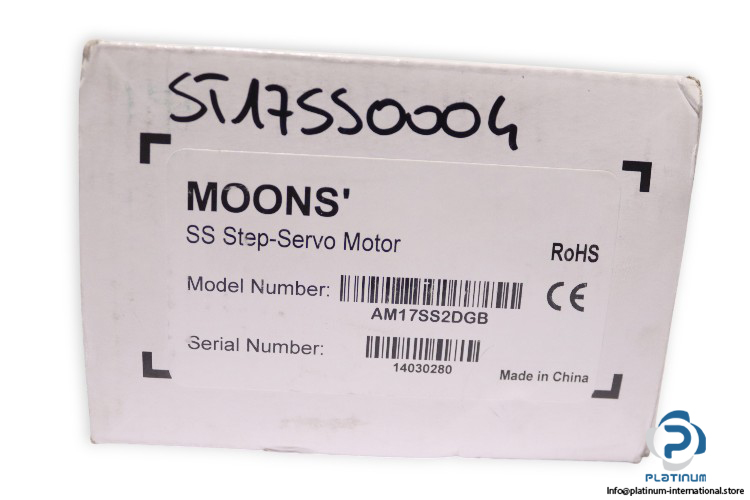 ST17SS0004
MOONS'
SS Step-Servo Motor
RoHS
Model Number:
CE
AM17SS2DGB
Serial Number:
14030280
Made in China
PLATINUM
Info@platinum-international.store